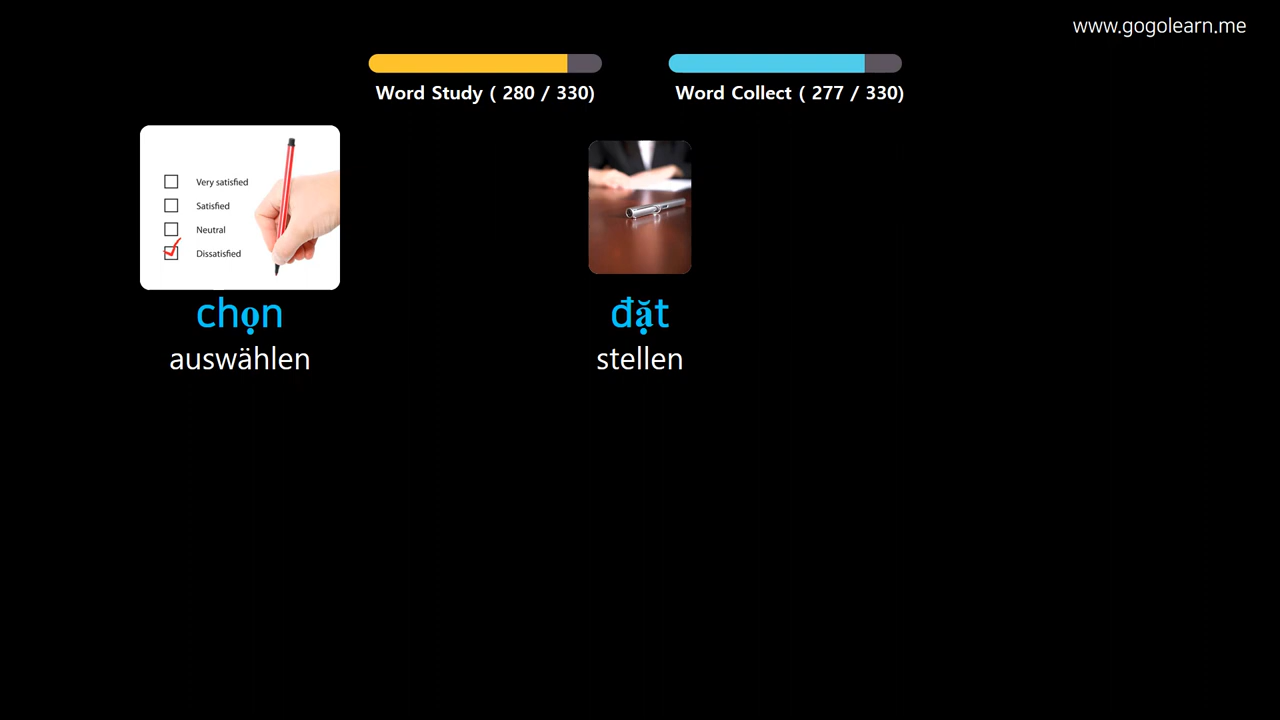 www.gogolearn.me
Word Study ( 280 / 330)
Word Collect ( 277 / 330)
Very satisfied
Satisfied
Neutral
Dissatisfied
chọn
auswählen
đặt
stellen